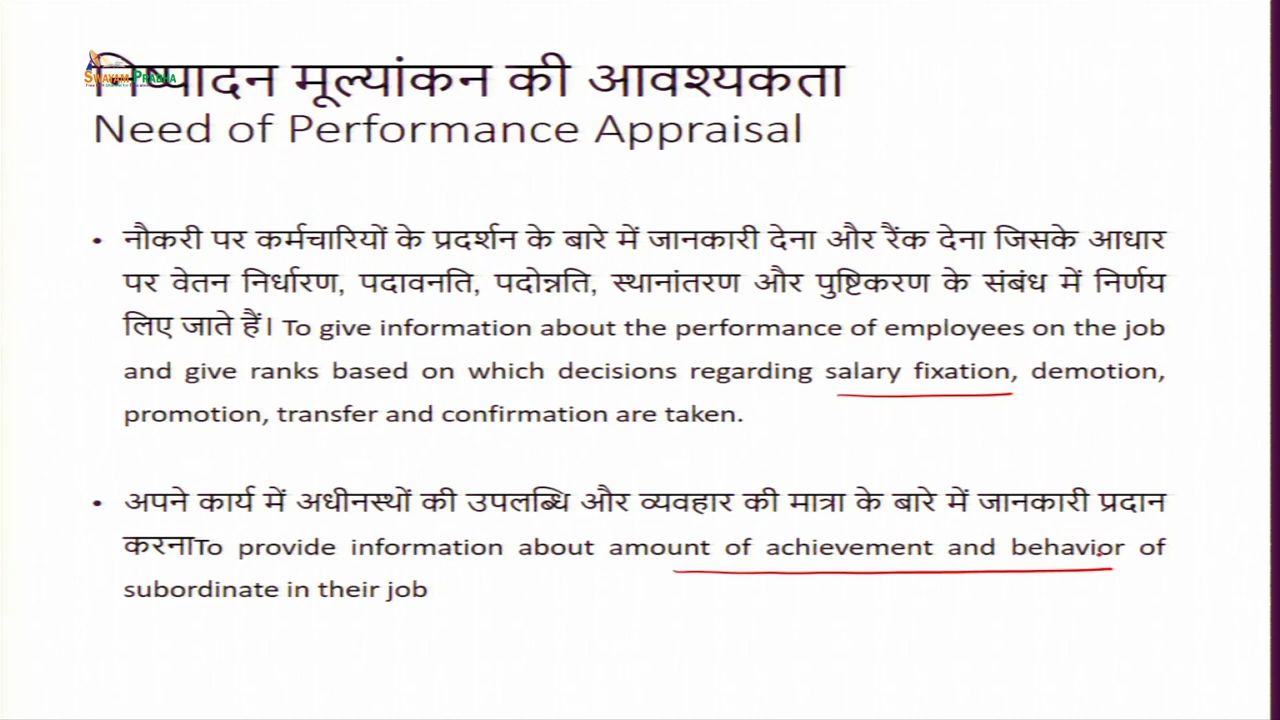 निष्पादन मूल्यांकन की आवश्यकता
SWAYAM PRABHA
Need of Performance Appraisal
• नौकरी पर कर्मचारियों के प्रदर्शन के बारे में जानकारी देना और रैंक देना जिसके आधार
पर वेतन निर्धारण, पदावनति, पदोन्नति, स्थानांतरण और पुष्टिकरण के संबंध में निर्णय
लिए जाते हैं। To give information about the performance of employees on the job
and give ranks based on which decisions regarding salary fixation, demotion,
promotion, transfer and confirmation are taken.
• अपने कार्य में अधीनस्थों की उपलब्धि और व्यवहार की मात्रा के बारे में जानकारी प्रदान
करनाTo provide information about amount of achievement and behavior of
subordinate in their job